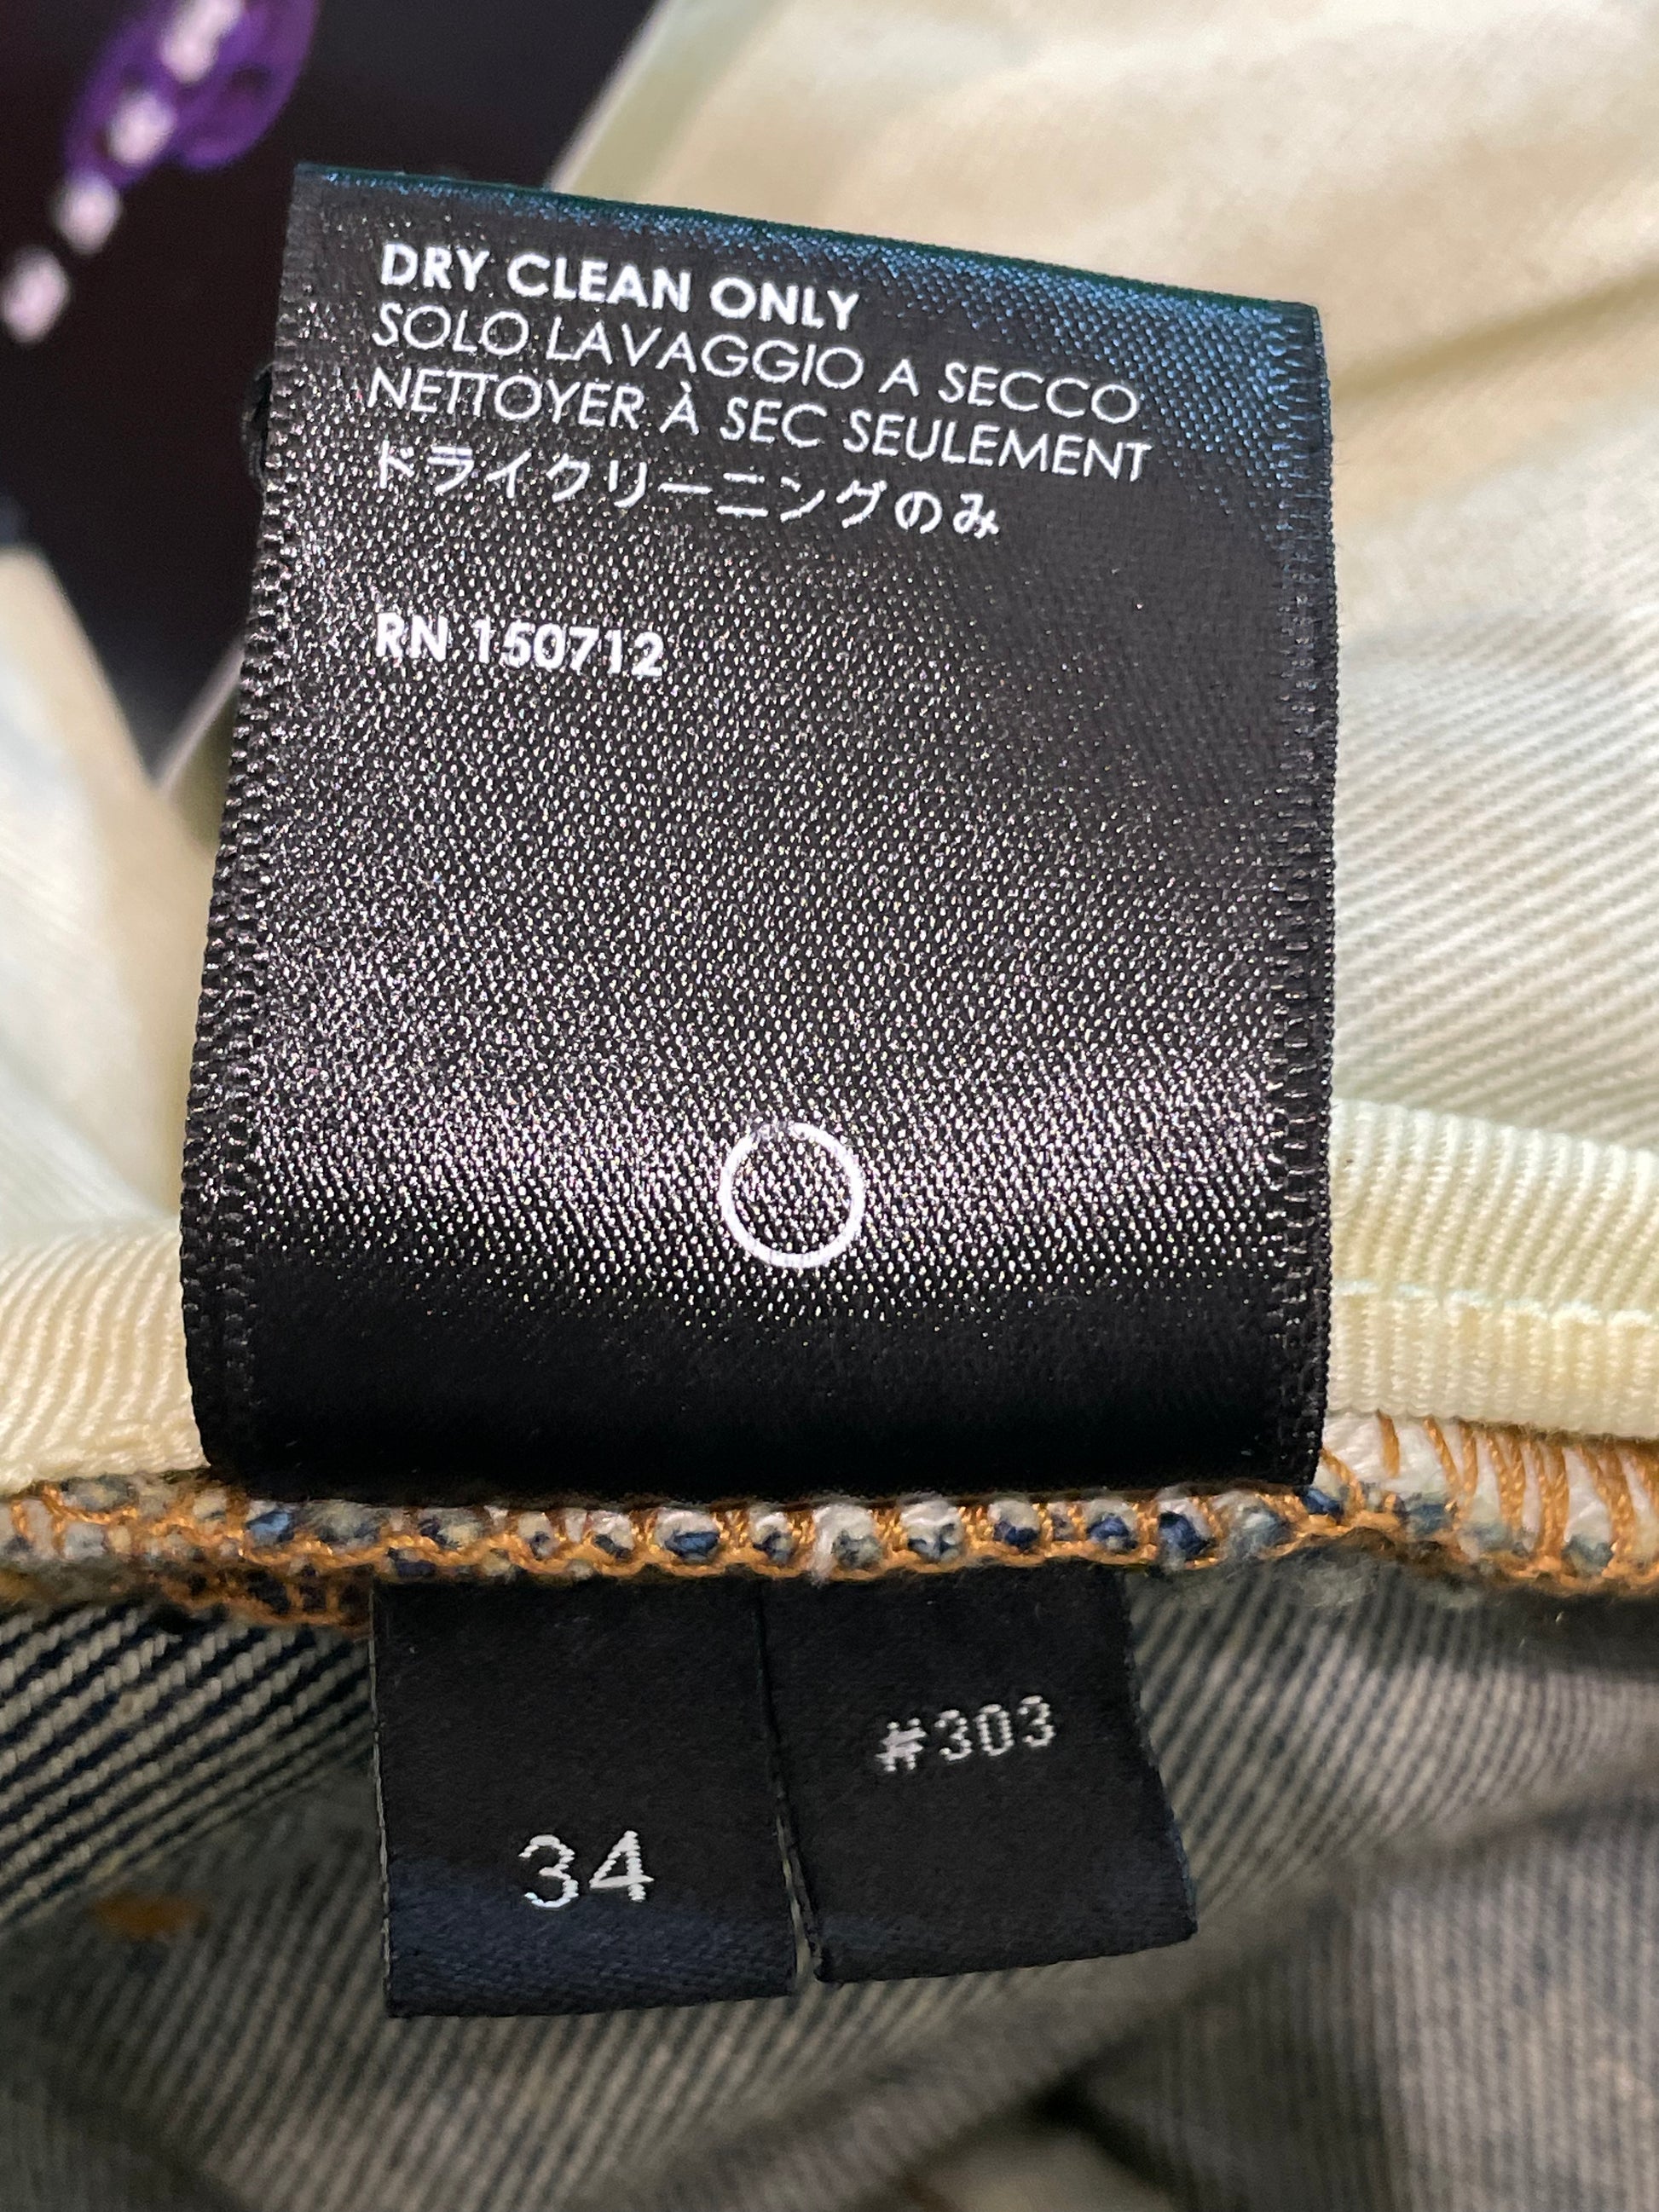 DRY CLEAN ONLY
SOLO LAVAGGIO A SECCO
NETTOYER À SEC SEULEMENT
ドライクリーニングのみ
RN 150712
34
#303